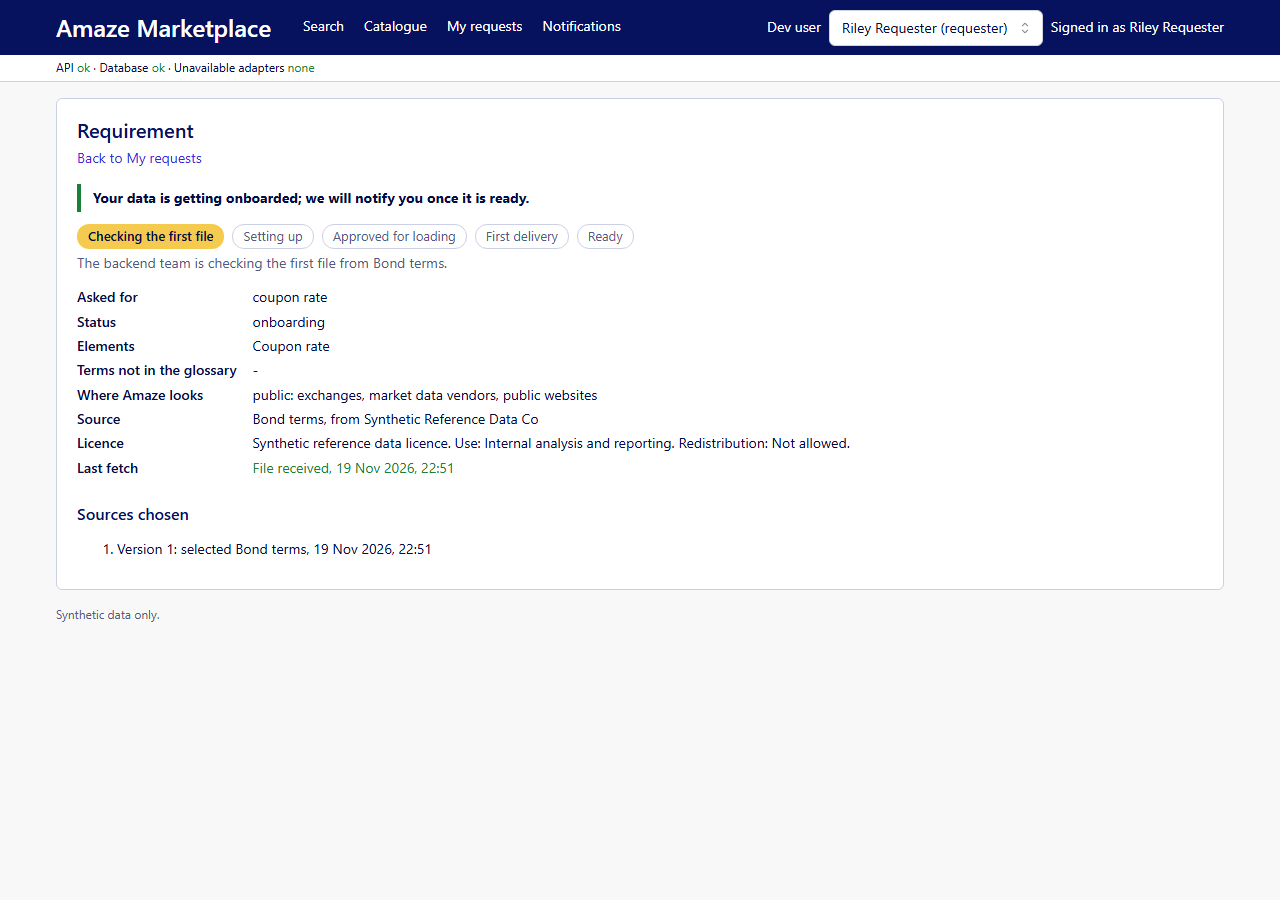 Amaze Marketplace Search Catalogue My requests Notifications Dev user Riley Requester (requester) Signed in as Riley Requester
API ok · Database ok · Unavailable adapters none
Requirement
Back to My requests
Your data is getting onboarded; we will notify you once it is ready.
Checking the first file Setting up Approved for loading First delivery Ready
The backend team is checking the first file from Bond terms.
Asked for coupon rate
Status onboarding
Elements Coupon rate
Terms not in the glossary -
Where Amaze looks public: exchanges, market data vendors, public websites
Source Bond terms, from Synthetic Reference Data Co
Licence Synthetic reference data licence. Use: Internal analysis and reporting. Redistribution: Not allowed.
Last fetch File received, 19 Nov 2026, 22:51
Sources chosen
1. Version 1: selected Bond terms, 19 Nov 2026, 22:51
Synthetic data only.